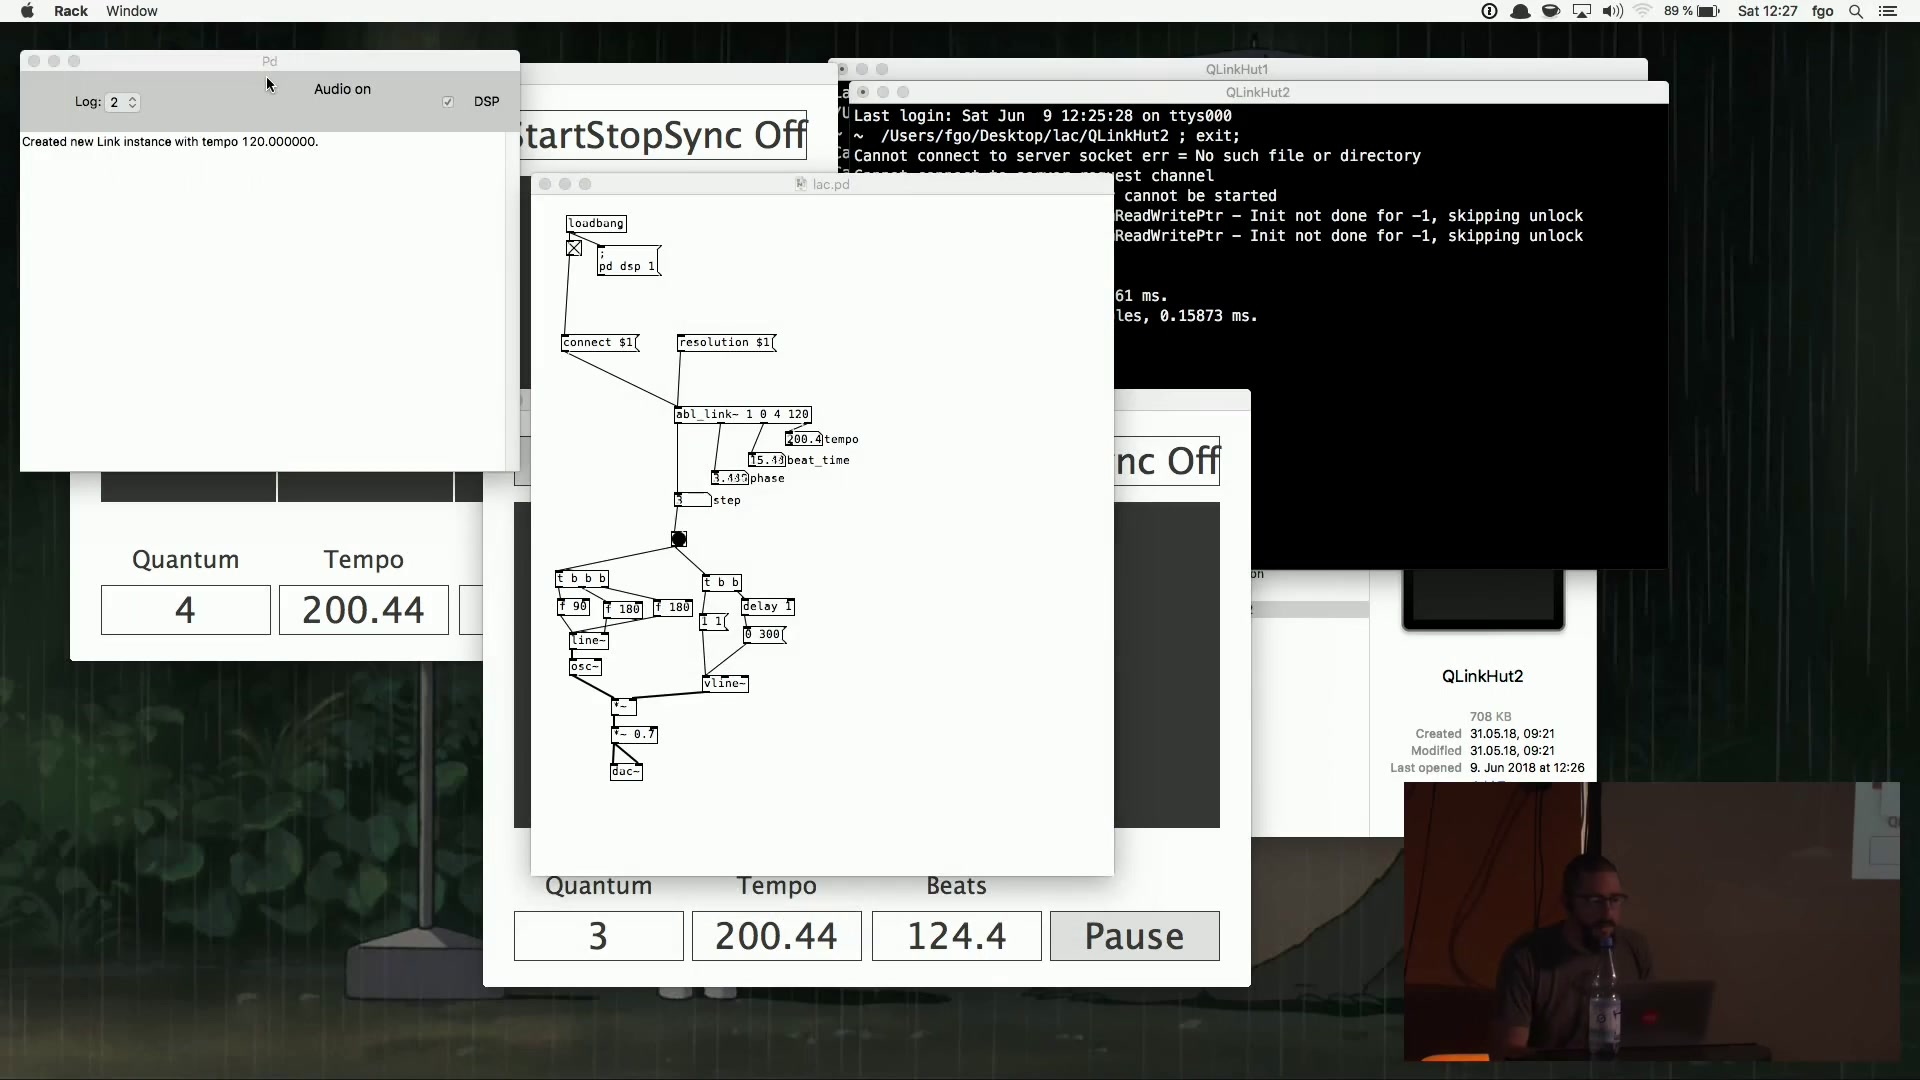 Rack Window
89 % Sat 12:27 fgo
Pd
Audio on
Log: 2
DSP
Created new Link instance with tempo 120.000000.
StartStopSync Off
QLinkHut1
QLinkHut2
Last login: Sat Jun  9 12:25:28 on ttys000
~  /Users/fgo/Desktop/lac/QLinkHut2 ; exit;
Cannot connect to server socket err = No such file or directory
Cannot connect to server request channel
cannot be started
ReadWritePtr - Init not done for -1, skipping unlock
ReadWritePtr - Init not done for -1, skipping unlock
61 ms.
les, 0.15873 ms.
lac.pd
loadbang
;
pd dsp 1
connect $1
resolution $1
abl_link~ 1 0 4 120
200.4 tempo
beat_time
phase
3 step
t b b b
t b b
f 90
f 180
f 180
delay 1
1 1
0 300
line~
osc~
vline~
*~
*~ 0.7
dac~
nc Off
Quantum
Tempo
4
200.44
Quantum
Tempo
Beats
3
200.44
124.4
Pause
on
QLinkHut2
708 KB
Created 31.05.18, 09:21
Modified 31.05.18, 09:21
Last opened 9. Jun 2018 at 12:26